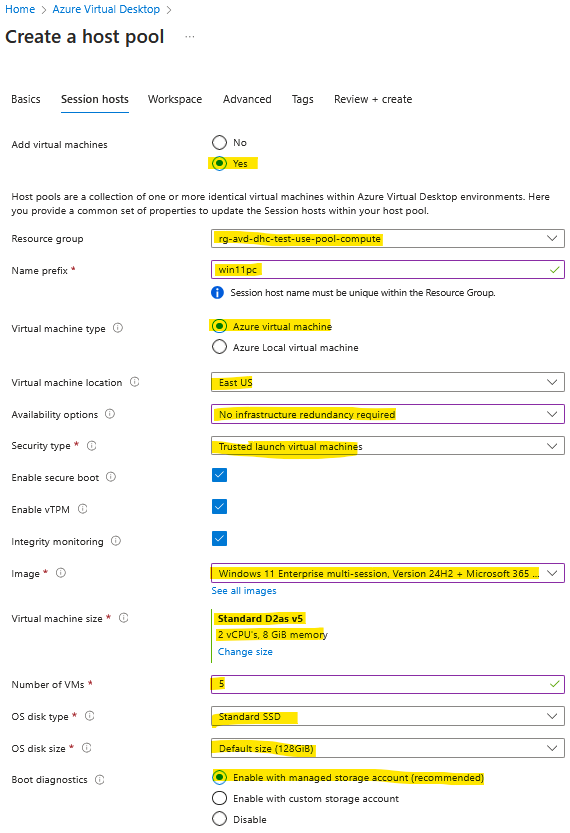 Home > Azure Virtual Desktop >
Create a host pool ...
Basics Session hosts Workspace Advanced Tags Review + create
Add virtual machines
No
Yes
Host pools are a collection of one or more identical virtual machines within Azure Virtual Desktop environments. Here
you provide a common set of properties to update the Session hosts within your host pool.
Resource group
rg-avd-dhc-test-use-pool-compute
Name prefix *
win11pc
Session host name must be unique within the Resource Group.
Virtual machine type
Azure virtual machine
Azure Local virtual machine
Virtual machine location
East US
Availability options
No infrastructure redundancy required
Security type *
Trusted launch virtual machines
Enable secure boot
Enable vTPM
Integrity monitoring
Image *
Windows 11 Enterprise multi-session, Version 24H2 + Microsoft 365 ...
See all images
Virtual machine size *
Standard D2as v5
2 vCPU's, 8 GiB memory
Change size
Number of VMs *
5
OS disk type *
Standard SSD
OS disk size *
Default size (128GiB)
Boot diagnostics
Enable with managed storage account (recommended)
Enable with custom storage account
Disable